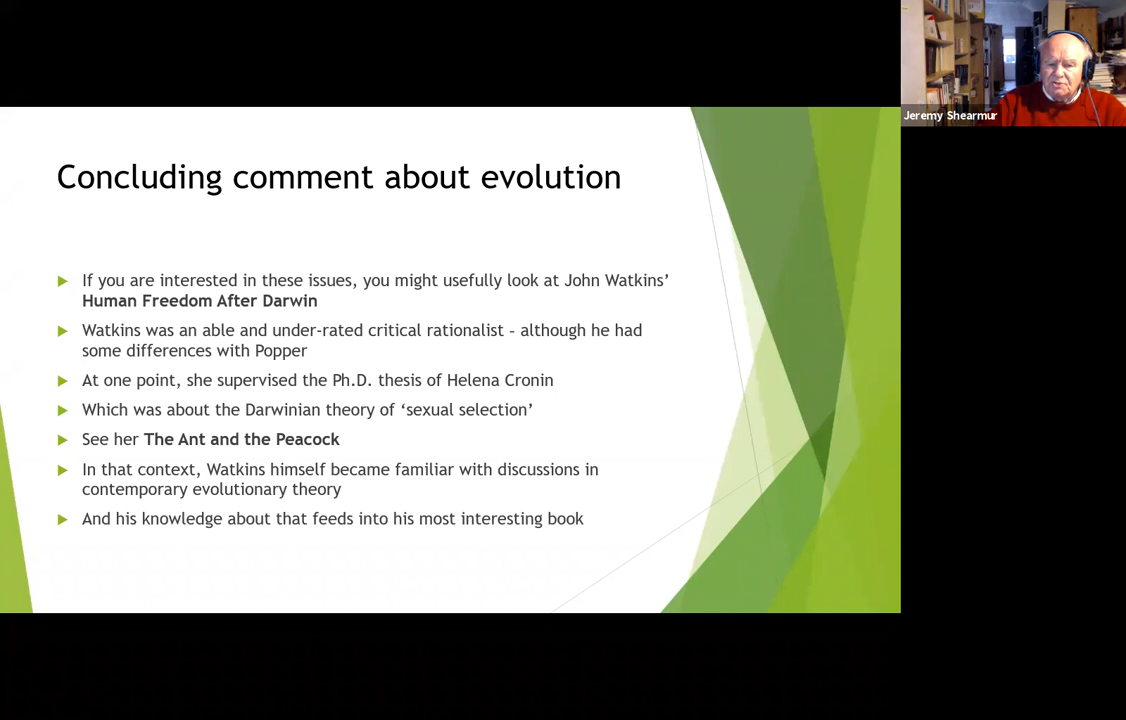 Jeremy Shearmur
Concluding comment about evolution
If you are interested in these issues, you might usefully look at John Watkins’
Human Freedom After Darwin
Watkins was an able and under-rated critical rationalist – although he had
some differences with Popper
At one point, she supervised the Ph.D. thesis of Helena Cronin
Which was about the Darwinian theory of ‘sexual selection’
See her The Ant and the Peacock
In that context, Watkins himself became familiar with discussions in
contemporary evolutionary theory
And his knowledge about that feeds into his most interesting book